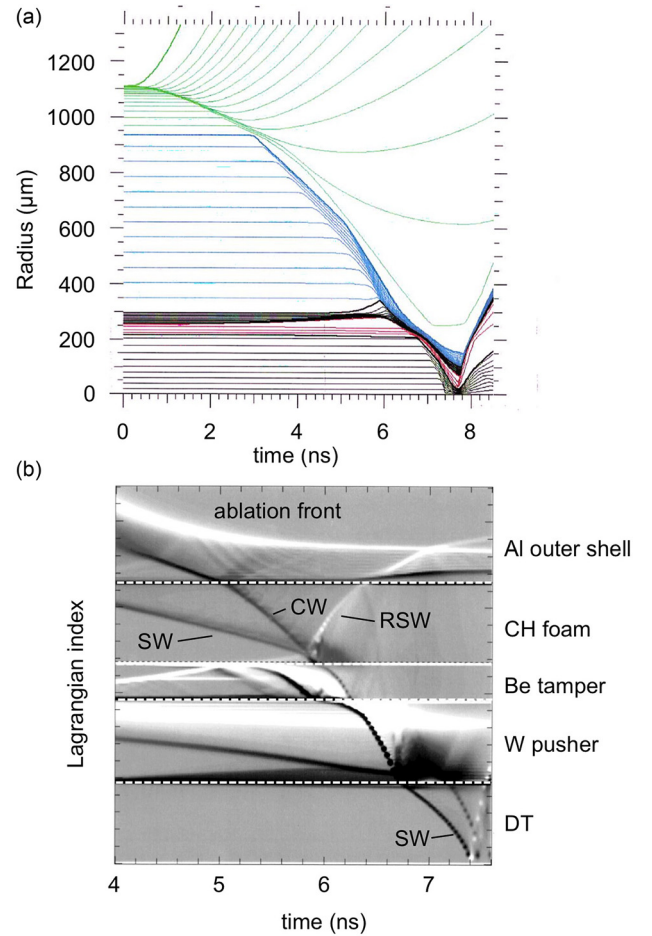 (a)
1200
1000
800
600
400
200
0
Radius (µm)
0 2 4 6 8
time (ns)
(b)
ablation front
Al outer shell
CW
RSW
SW
CH foam
Be tamper
W pusher
SW
DT
Lagrangian index
4 5 6 7
time (ns)